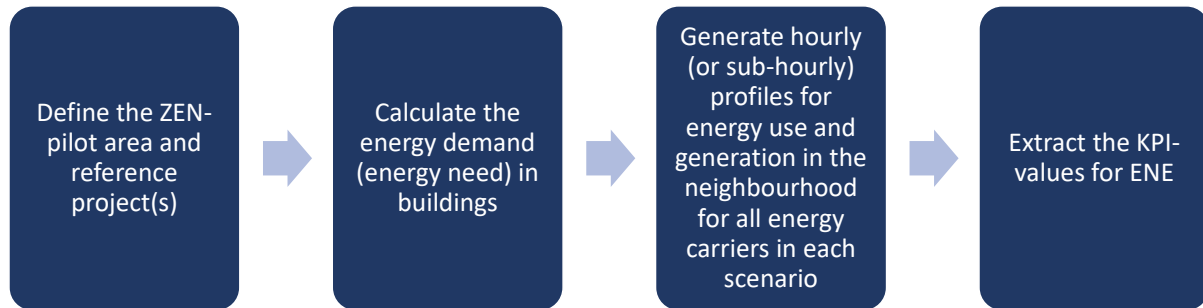 Define the ZEN-
pilot area and
reference
project(s)
Calculate the
energy demand
(energy need) in
buildings
Generate hourly
(or sub-hourly)
profiles for
energy use and
generation in the
neighbourhood
for all energy
carriers in each
scenario
Extract the KPI-
values for ENE